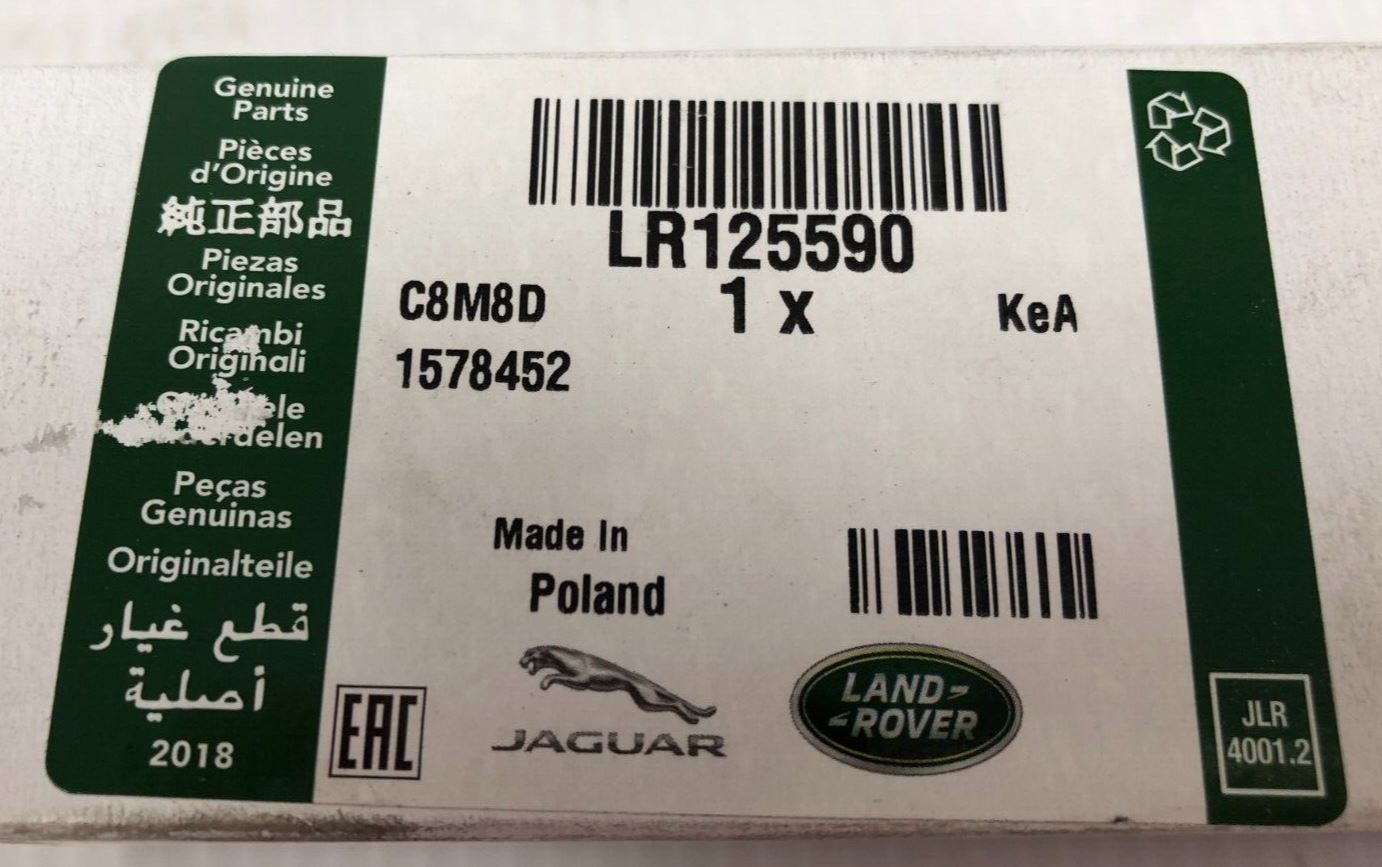 Genuine
Parts
Pièces
d'Origine
純正部品
Piezas
Originales
Ricambi
Originali
delen
Peças
Genuinas
Originalteile
قطع غيار
أصلية
2018
LR125590
C8M8D
1 x
KeA
1578452
Made In
Poland
EAC
JAGUAR
LAND-
-ROVER
JLR
4001.2